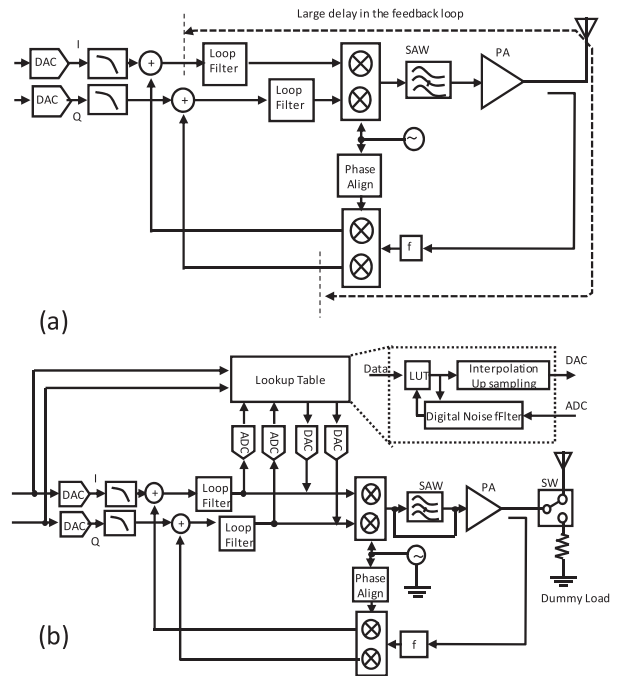 Large delay in the feedback loop
I
DAC
+
Loop
Filter
SAW
PA
DAC
Q
+
Loop
Filter
~
Phase
Align
f
(a)
Lookup Table
Data
LUT
Interpolation
Up sampling
DAC
Digital Noise fFlter
ADC
ADC
ADC
DAC
DAC
I
DAC
+
Loop
Filter
SAW
PA
SW
DAC
Q
+
Loop
Filter
~
Phase
Align
Dummy Load
f
(b)